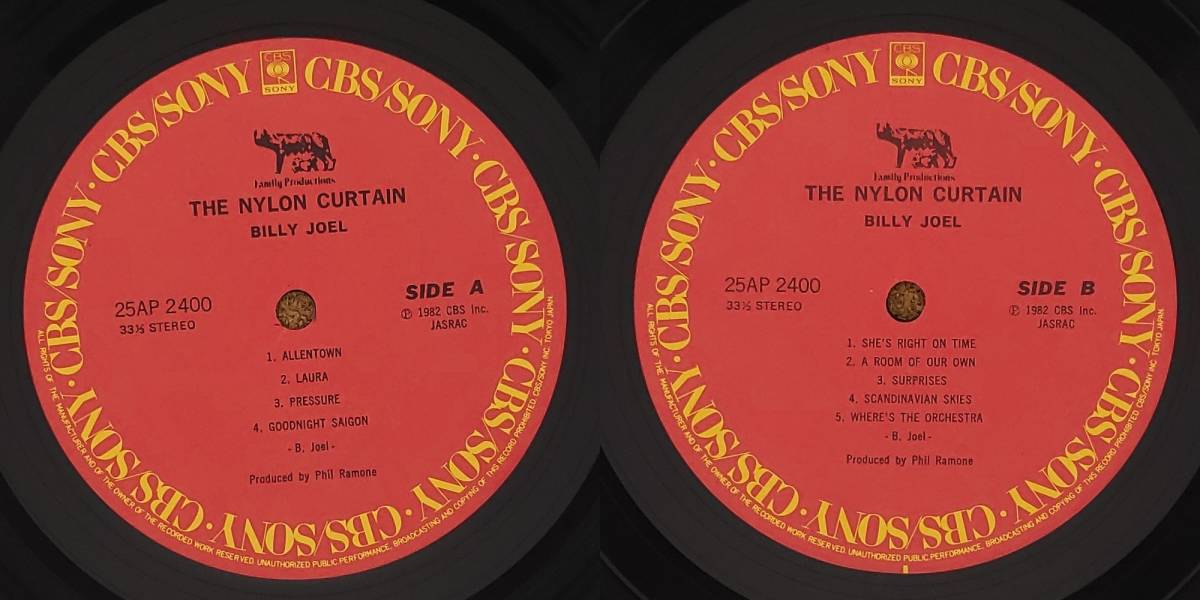 CBS/SONY · CBS/SONY · CBS/SONY · CBS/SONY · CBS/SONY · CBS/SONY · CBS/SONY · CBS/SONY
CBS
SONY
Family Productions
THE NYLON CURTAIN
BILLY JOEL
25AP 2400
33⅓ STEREO
SIDE A
Ⓟ 1982 CBS Inc.
JASRAC
1. ALLENTOWN
2. LAURA
3. PRESSURE
4. GOODNIGHT SAIGON
- B. Joel -
Produced by Phil Ramone
ALL RIGHTS OF THE MANUFACTURER AND OF THE OWNER OF THE RECORDED WORK RESERVED. UNAUTHORIZED PUBLIC PERFORMANCE, BROADCASTING AND COPYING OF THIS RECORD PROHIBITED. CBS/SONY INC. TOKYO JAPAN.
CBS/SONY · CBS/SONY · CBS/SONY · CBS/SONY · CBS/SONY · CBS/SONY · CBS/SONY · CBS/SONY
CBS
SONY
Family Productions
THE NYLON CURTAIN
BILLY JOEL
25AP 2400
33⅓ STEREO
SIDE B
Ⓟ 1982 CBS Inc.
JASRAC
1. SHE'S RIGHT ON TIME
2. A ROOM OF OUR OWN
3. SURPRISES
4. SCANDINAVIAN SKIES
5. WHERE'S THE ORCHESTRA
- B. Joel -
Produced by Phil Ramone
ALL RIGHTS OF THE MANUFACTURER AND OF THE OWNER OF THE RECORDED WORK RESERVED. UNAUTHORIZED PUBLIC PERFORMANCE, BROADCASTING AND COPYING OF THIS RECORD PROHIBITED. CBS/SONY INC. TOKYO JAPAN.